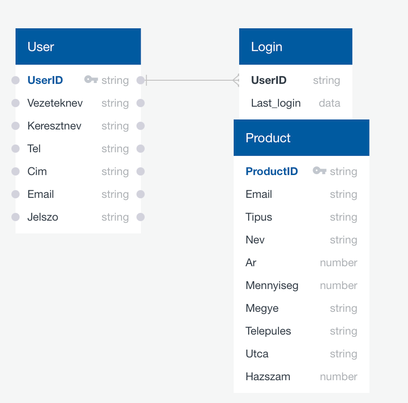 User
UserID string
Vezeteknev string
Keresztnev string
Tel string
Cim string
Email string
Jelszo string
Login
UserID string
Last_login data
Product
ProductID string
Email string
Tipus string
Nev string
Ar number
Mennyiseg number
Megye string
Telepules string
Utca string
Hazszam number